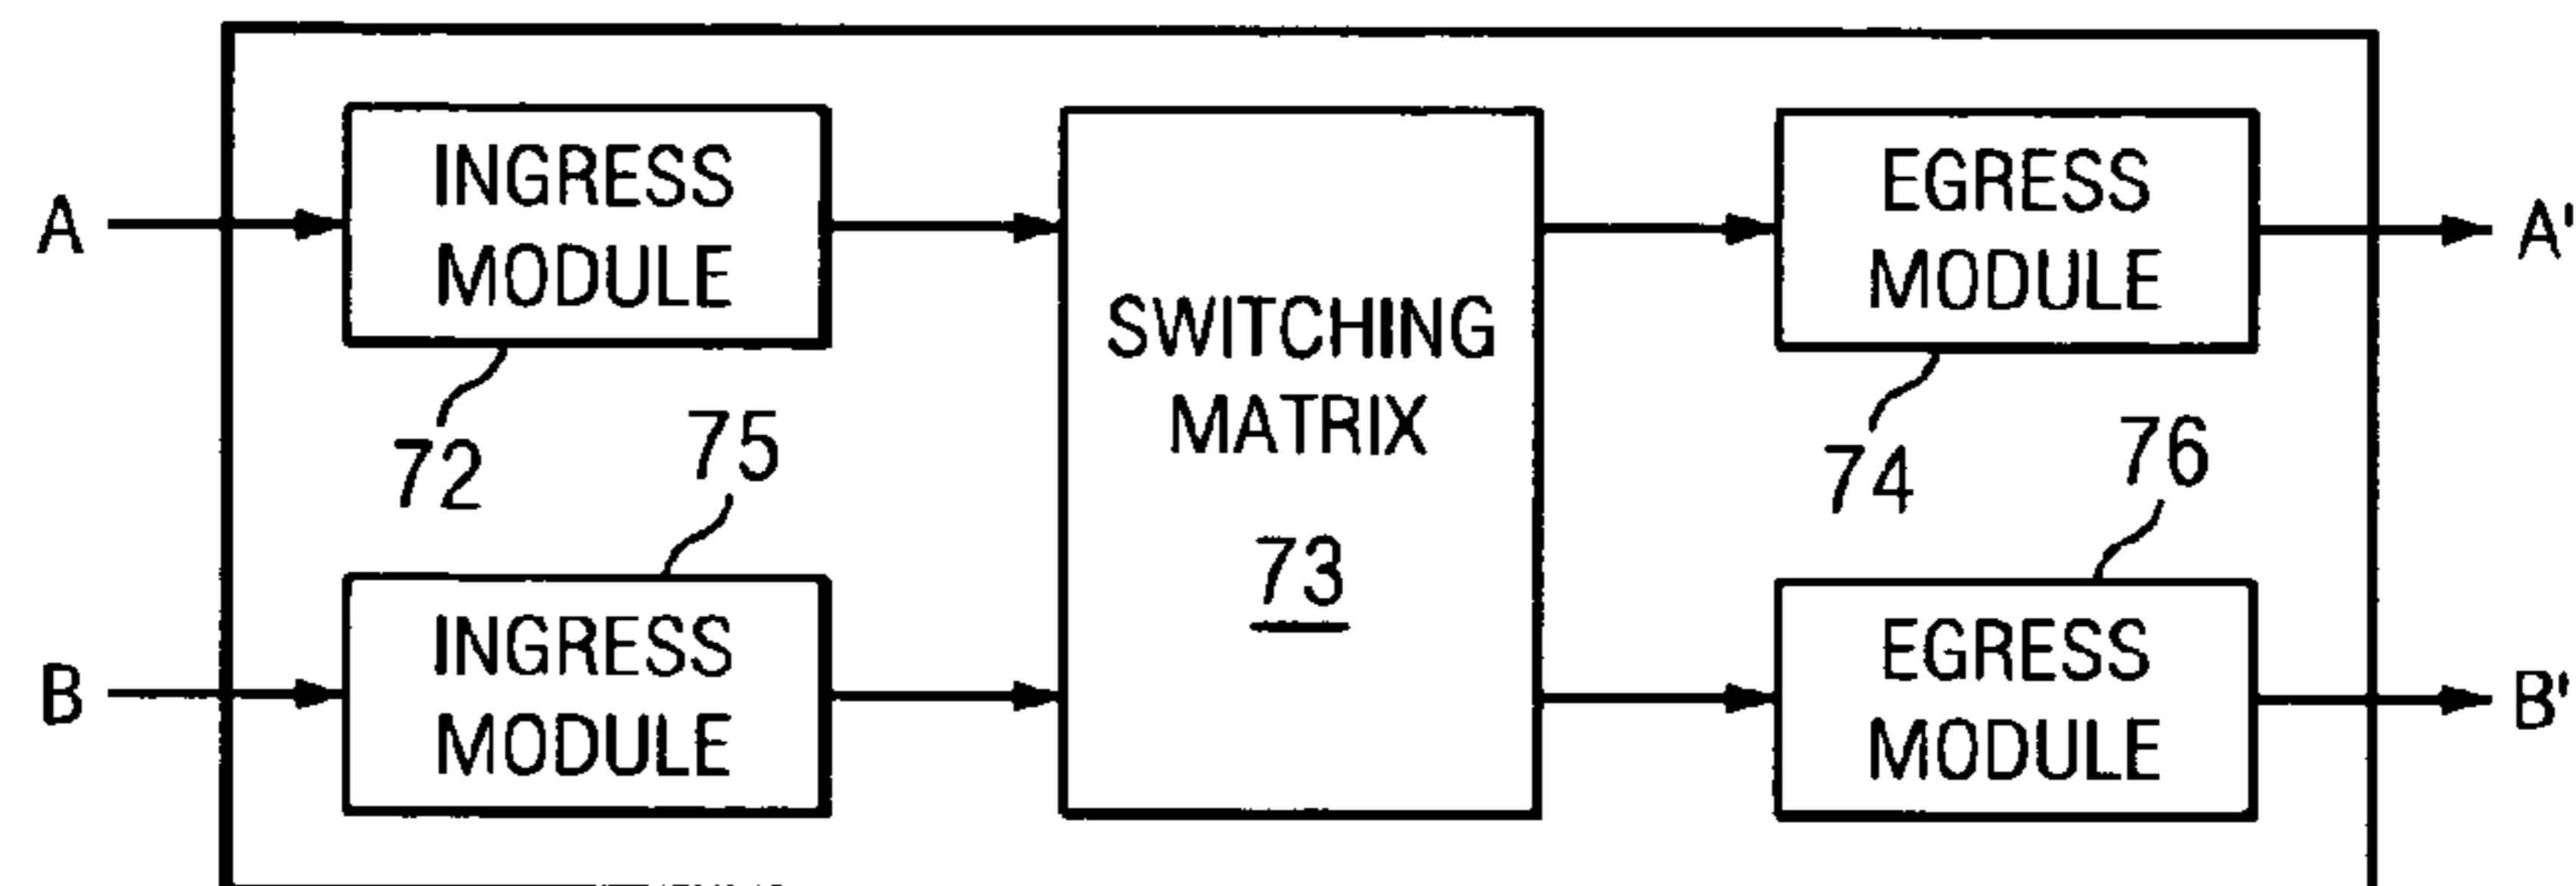 A
INGRESS
MODULE
72
75
B
INGRESS
MODULE
SWITCHING
MATRIX
73
EGRESS
MODULE
74
76
EGRESS
MODULE
A'
B'